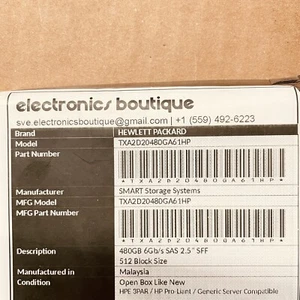 electronics boutique
sve.electronicsboutique@gmail.com | +1 (559) 492-6223
Brand HEWLETT PACKARD
Model TXA2D20480GA61HP
Part Number
*TXA2D20480GA61HP*
Manufacturer SMART Storage Systems
MFG Model TXA2D20480GA61HP
MFG Part Number
*TXA2D20480GA61HP*
Description 480GB 6Gb/s SAS 2.5" SFF
512 Block Size
Manufactured in Malaysia
Condition Open Box Like New
HPE 3PAR / HP Pro-Liant / Generic Server Compatible